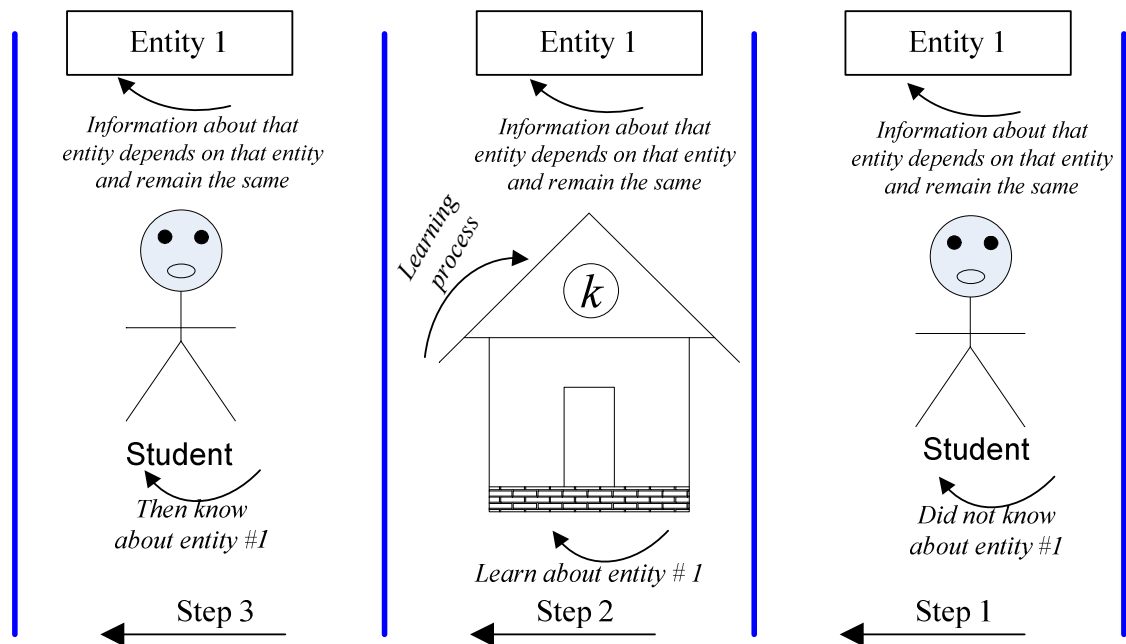 Entity 1
Information about that
entity depends on that entity
and remain the same
Student
Then know
about entity #1
Step 3
Entity 1
Information about that
entity depends on that entity
and remain the same
Learning
process
k
Learn about entity # 1
Step 2
Entity 1
Information about that
entity depends on that entity
and remain the same
Student
Did not know
about entity #1
Step 1